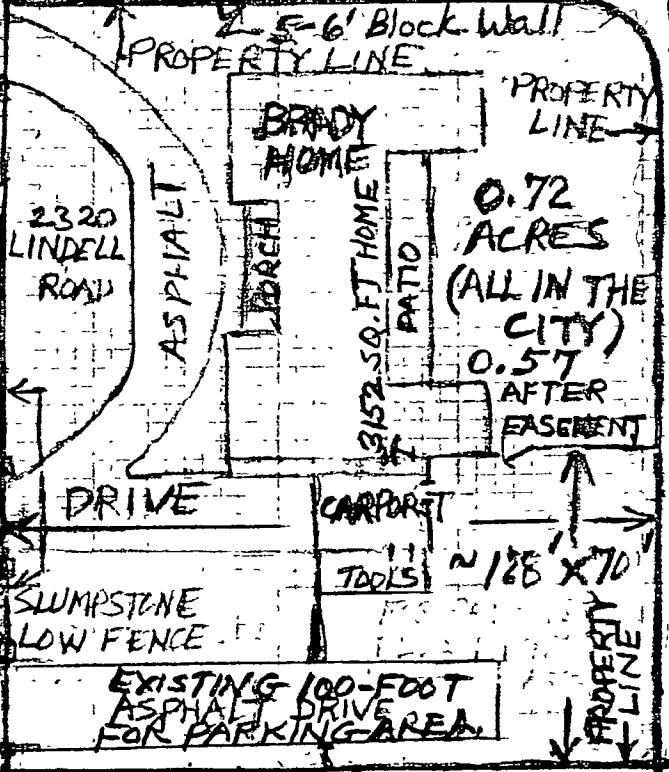 2. 5-6' Block Wall
PROPERTY LINE
PROPERTY
LINE
BRADY
HOME
2320
LINDELL
ROAD
ASPHALT
PORCH
3152 SQ. FT HOME
PATIO
0.72
ACRES
(ALL IN THE
CITY)
0.57
AFTER
EASEMENT
DRIVE
CARPORT
TOOLS
~128' X 70'
SLUMPSTONE
LOW FENCE
PROPERTY
LINE
EXISTING 100-FOOT
ASPHALT DRIVE
FOR PARKING AREA